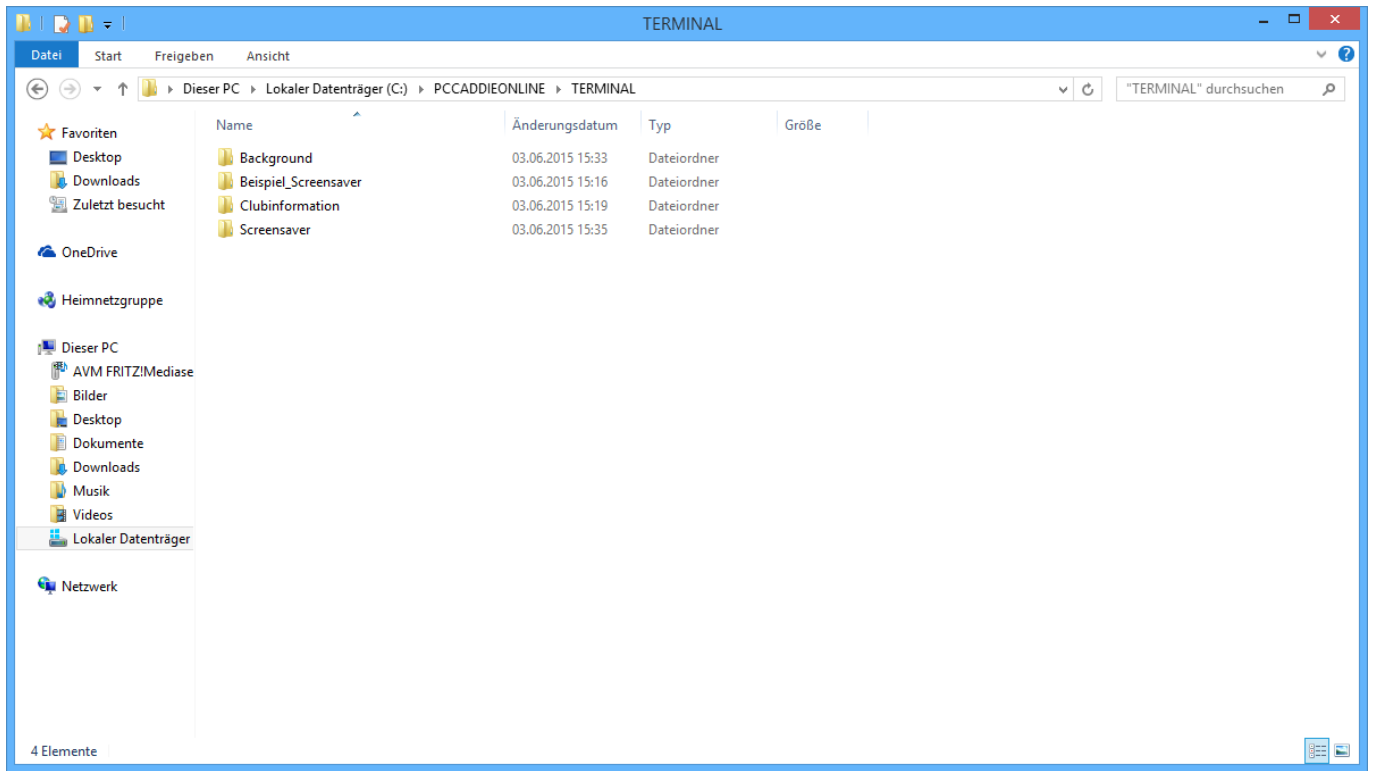 TERMINAL
Datei Start Freigeben Ansicht
Dieser PC Lokaler Datenträger (C:) PCCADDIEONLINE TERMINAL "TERMINAL" durchsuchen
Favoriten
Desktop
Downloads
Zuletzt besucht
OneDrive
Heimnetzgruppe
Dieser PC
AVM FRITZ!Mediase
Bilder
Desktop
Dokumente
Downloads
Musik
Videos
Lokaler Datenträger
Netzwerk
Name Änderungsdatum Typ Größe
Background 03.06.2015 15:33 Dateiordner
Beispiel_Screensaver 03.06.2015 15:16 Dateiordner
Clubinformation 03.06.2015 15:19 Dateiordner
Screensaver 03.06.2015 15:35 Dateiordner
4 Elemente